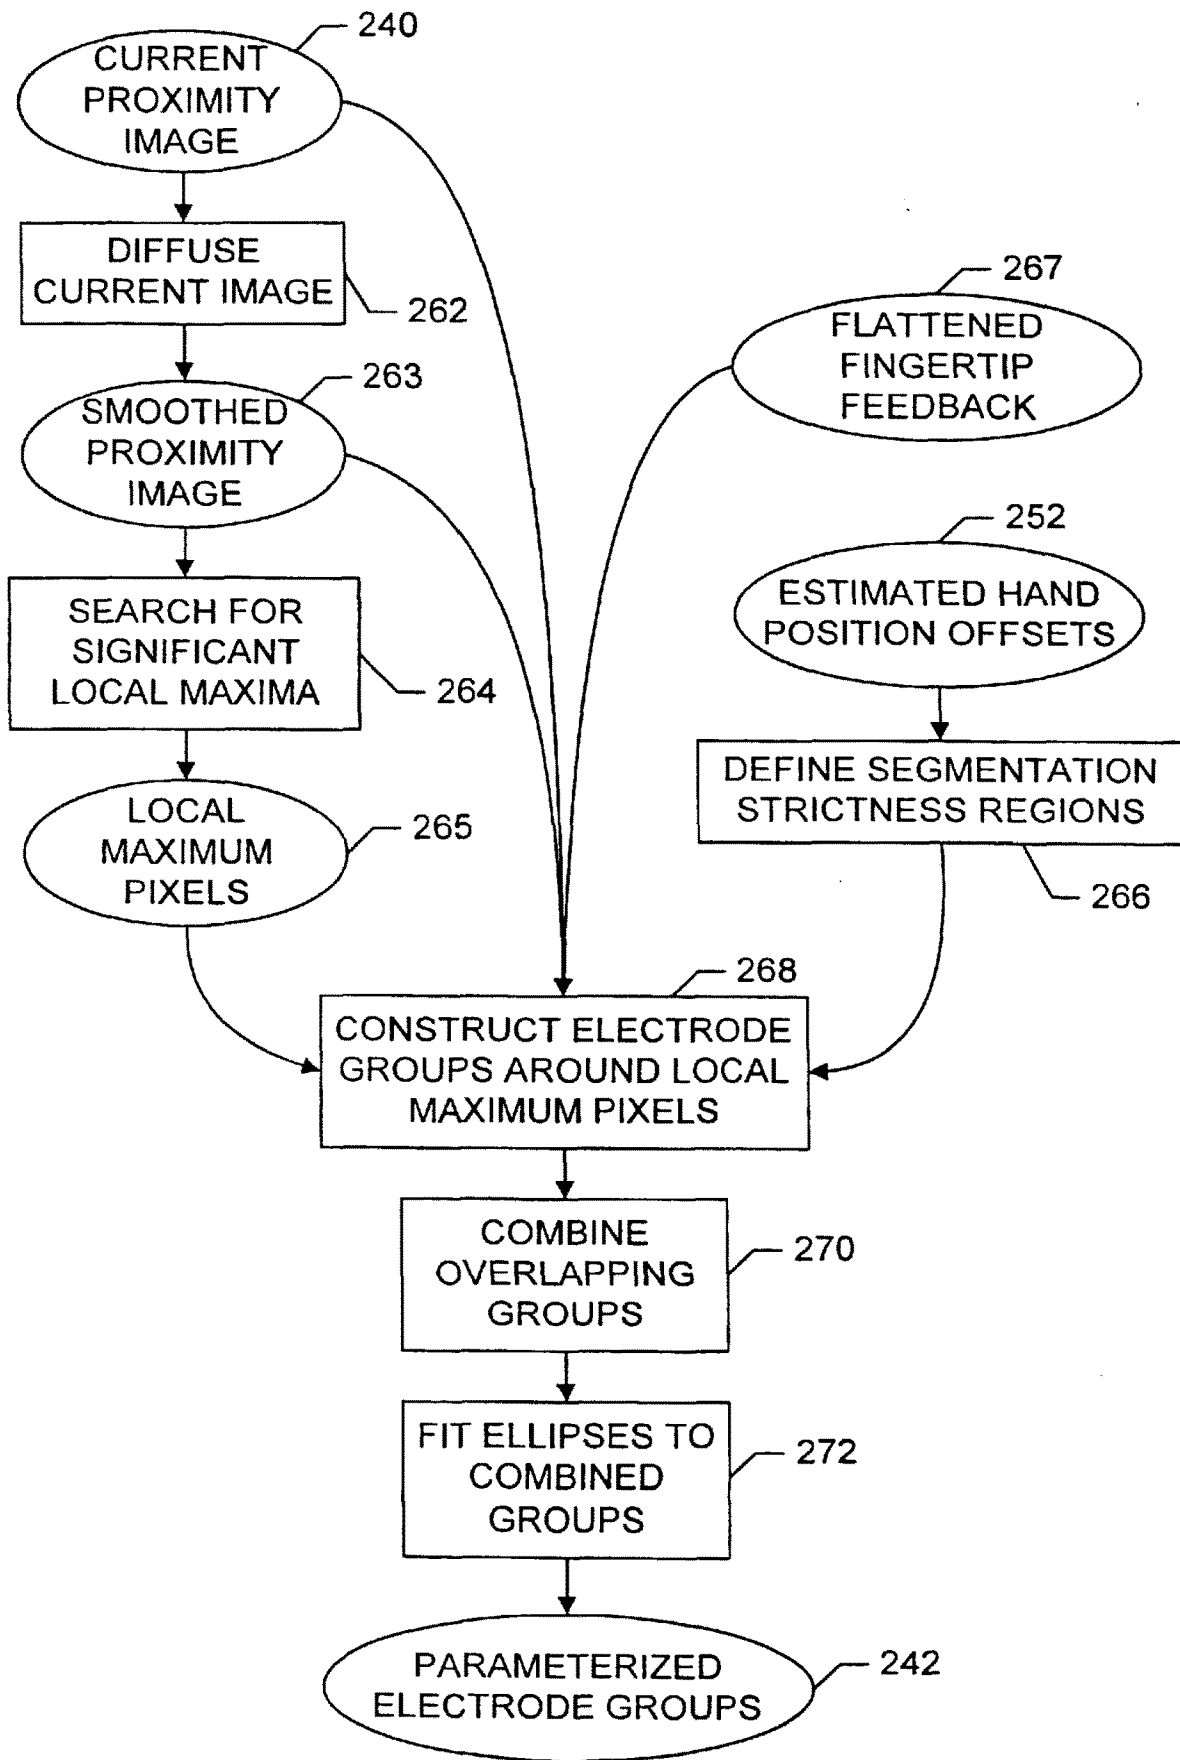 240
CURRENT
PROXIMITY
IMAGE
DIFFUSE
CURRENT IMAGE
262
263
SMOOTHED
PROXIMITY
IMAGE
SEARCH FOR
SIGNIFICANT
LOCAL MAXIMA
264
LOCAL
MAXIMUM
PIXELS
265
267
FLATTENED
FINGERTIP
FEEDBACK
252
ESTIMATED HAND
POSITION OFFSETS
DEFINE SEGMENTATION
STRICTNESS REGIONS
266
268
CONSTRUCT ELECTRODE
GROUPS AROUND LOCAL
MAXIMUM PIXELS
COMBINE
OVERLAPPING
GROUPS
270
FIT ELLIPSES TO
COMBINED
GROUPS
272
PARAMETERIZED
ELECTRODE GROUPS
242